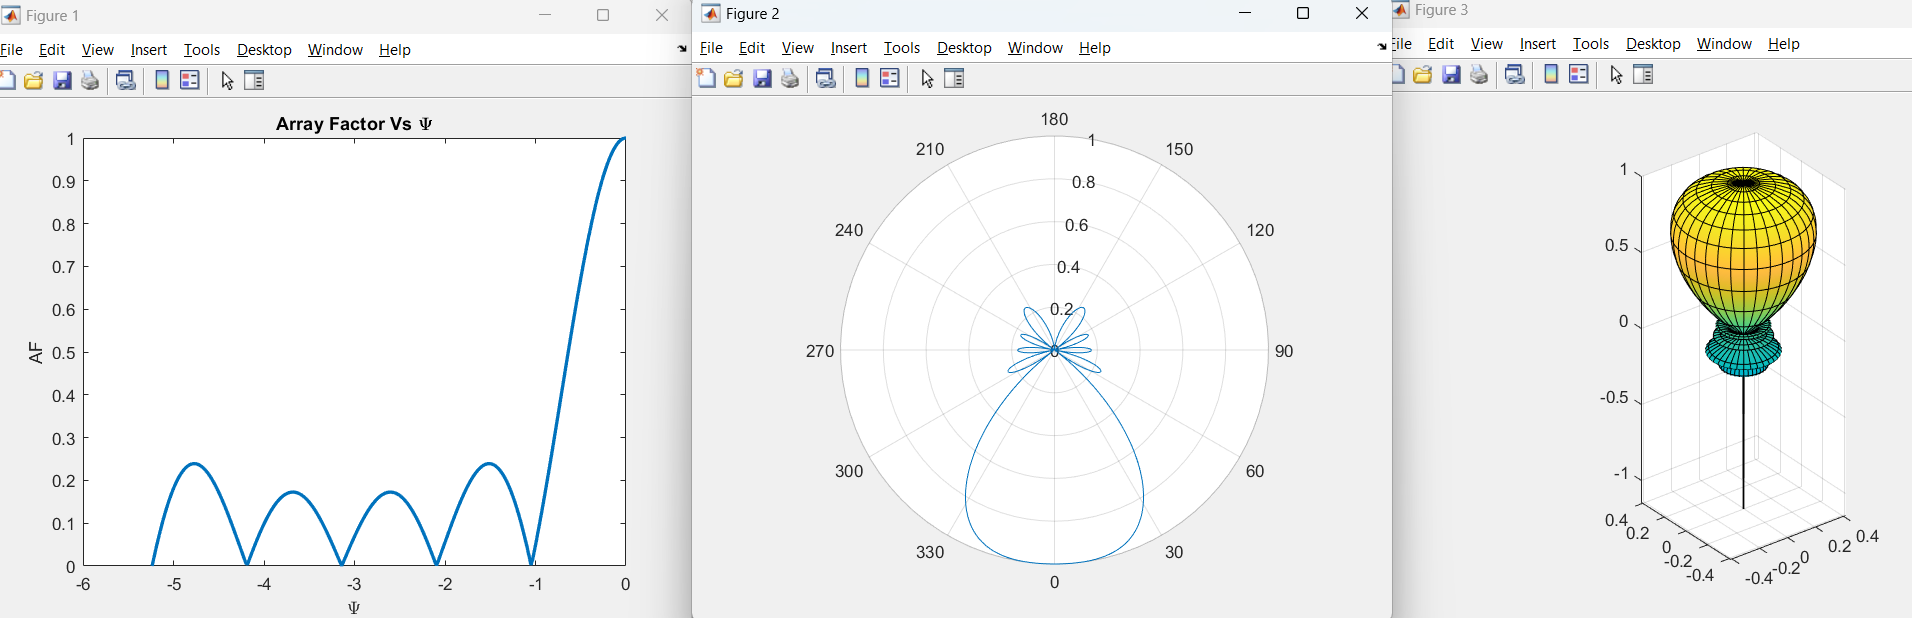 Figure 1
File Edit View Insert Tools Desktop Window Help
Array Factor Vs Ψ
1
0.9
0.8
0.7
0.6
0.5
0.4
0.3
0.2
0.1
0
AF
-6 -5 -4 -3 -2 -1 0
Ψ
Figure 2
File Edit View Insert Tools Desktop Window Help
180
210 1 150
0.8
240 0.6 120
0.4
0.2
270 0 90
300 60
330 30
0
Figure 3
File Edit View Insert Tools Desktop Window Help
1
0.5
0
-0.5
-1
0.4
0.2
0
-0.2
-0.4
-0.4
-0.2
0
0.2
0.4